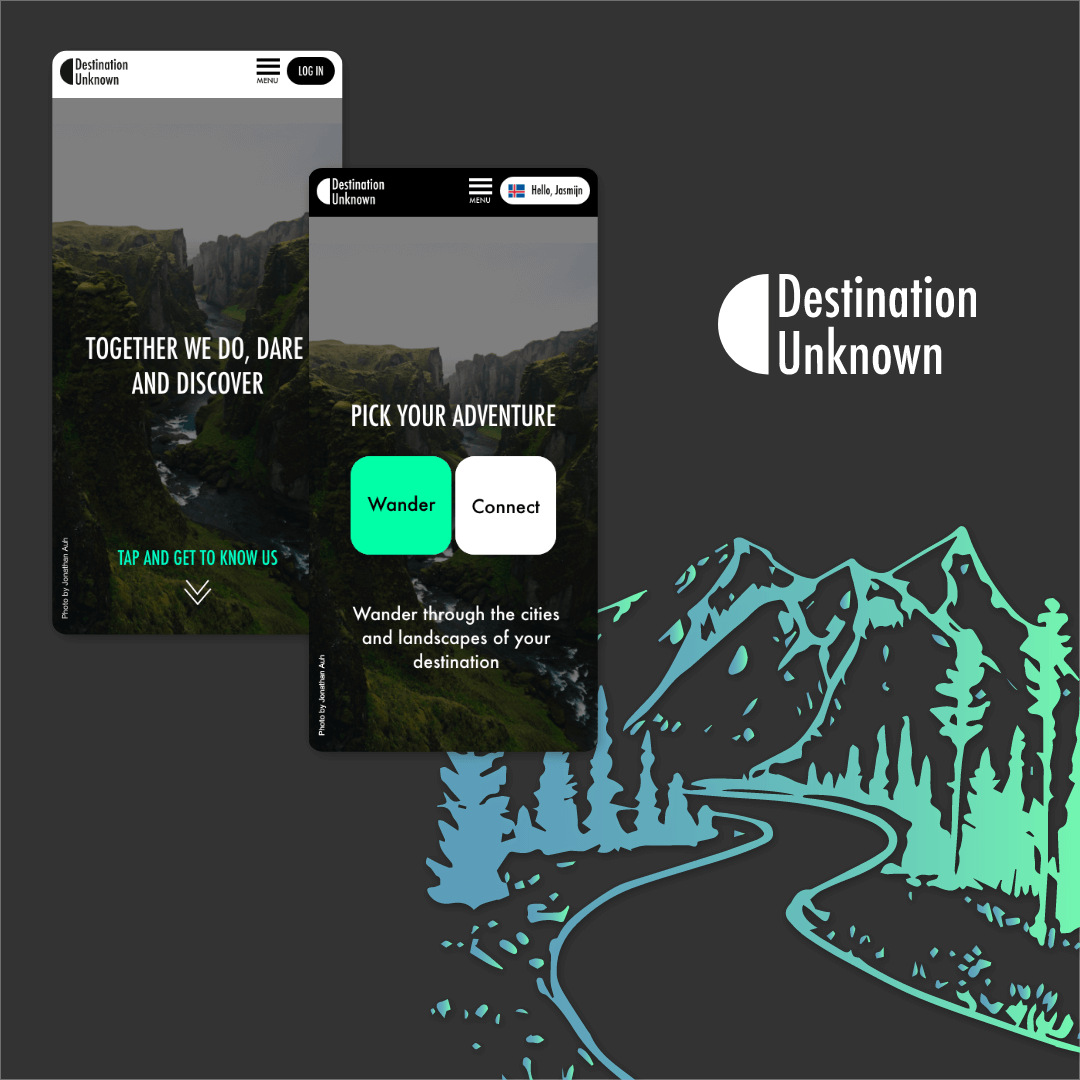 Destination
Unknown
MENU
LOG IN
TOGETHER WE DO, DARE
AND DISCOVER
TAP AND GET TO KNOW US
Photo by Jonathan Auh
Destination
Unknown
MENU
Hello, Jasmijn
PICK YOUR ADVENTURE
Wander
Connect
Wander through the cities
and landscapes of your
destination
Photo by Jonathan Auh
Destination
Unknown